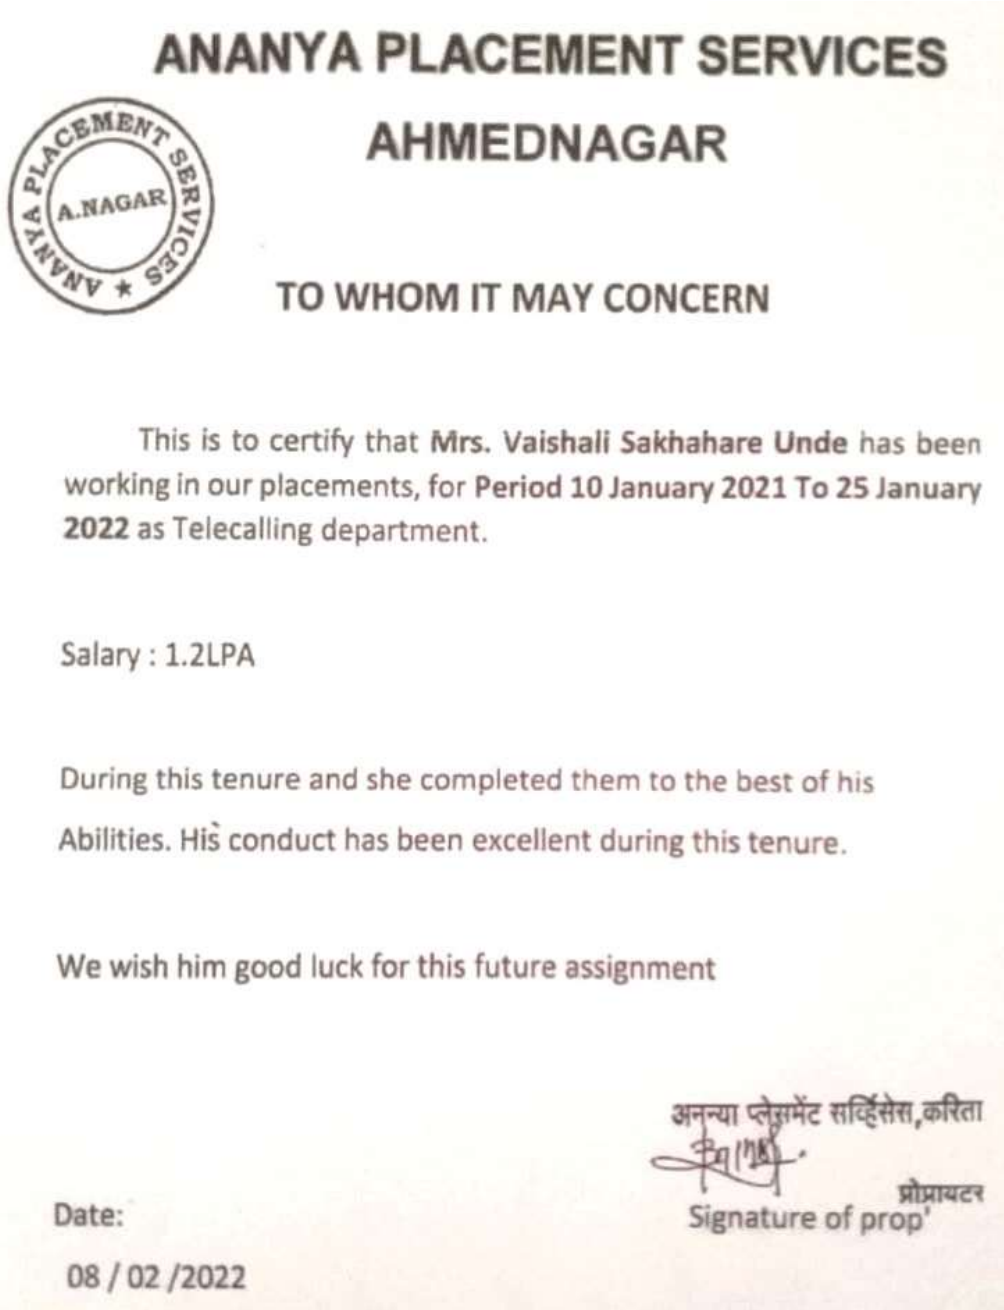 ANANYA PLACEMENT SERVICES
AHMEDNAGAR
ANANYA PLACEMENT SERVICES ★
A.NAGAR
TO WHOM IT MAY CONCERN
This is to certify that Mrs. Vaishali Sakhahare Unde has been
working in our placements, for Period 10 January 2021 To 25 January
2022 as Telecalling department.
Salary : 1.2LPA
During this tenure and she completed them to the best of his
Abilities. His conduct has been excellent during this tenure.
We wish him good luck for this future assignment
अनन्या प्लेसमेंट सर्व्हिसेस,करिता
प्रोप्रायटर
Signature of prop'
Date:
08 / 02 /2022